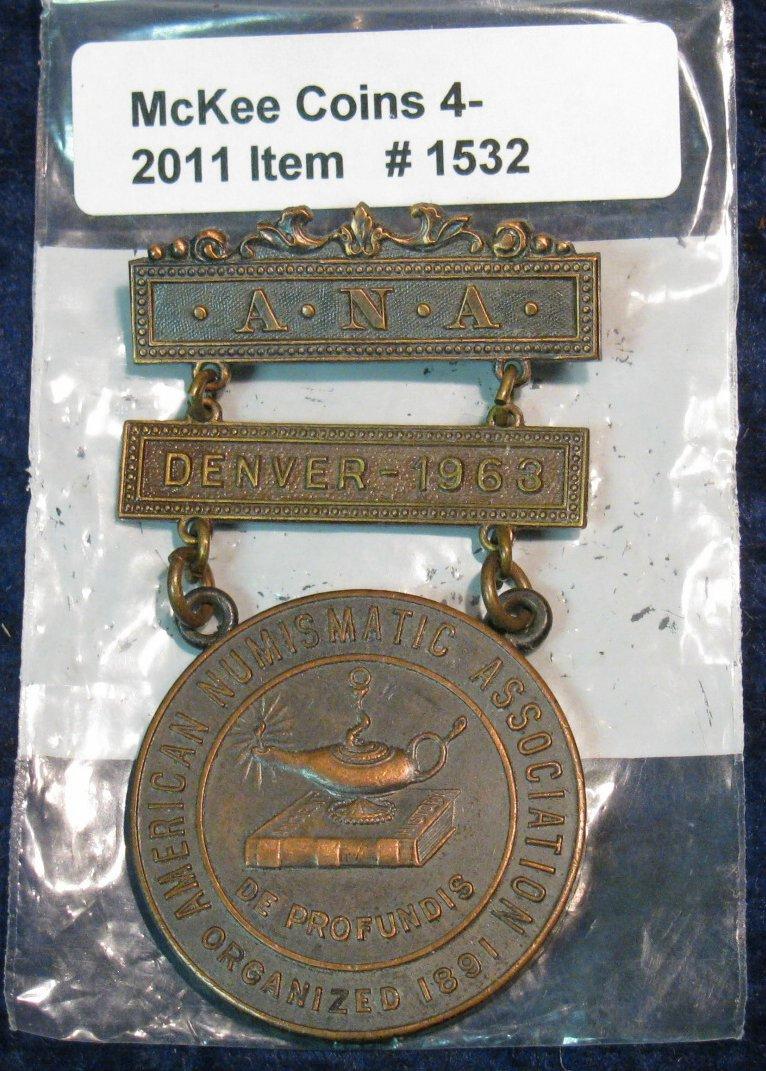 McKee Coins 4-
2011 Item # 1532
· A · N · A ·
DENVER - 1963
AMERICAN NUMISMATIC ASSOCIATION
DE PROFUNDIS
ORGANIZED 1891